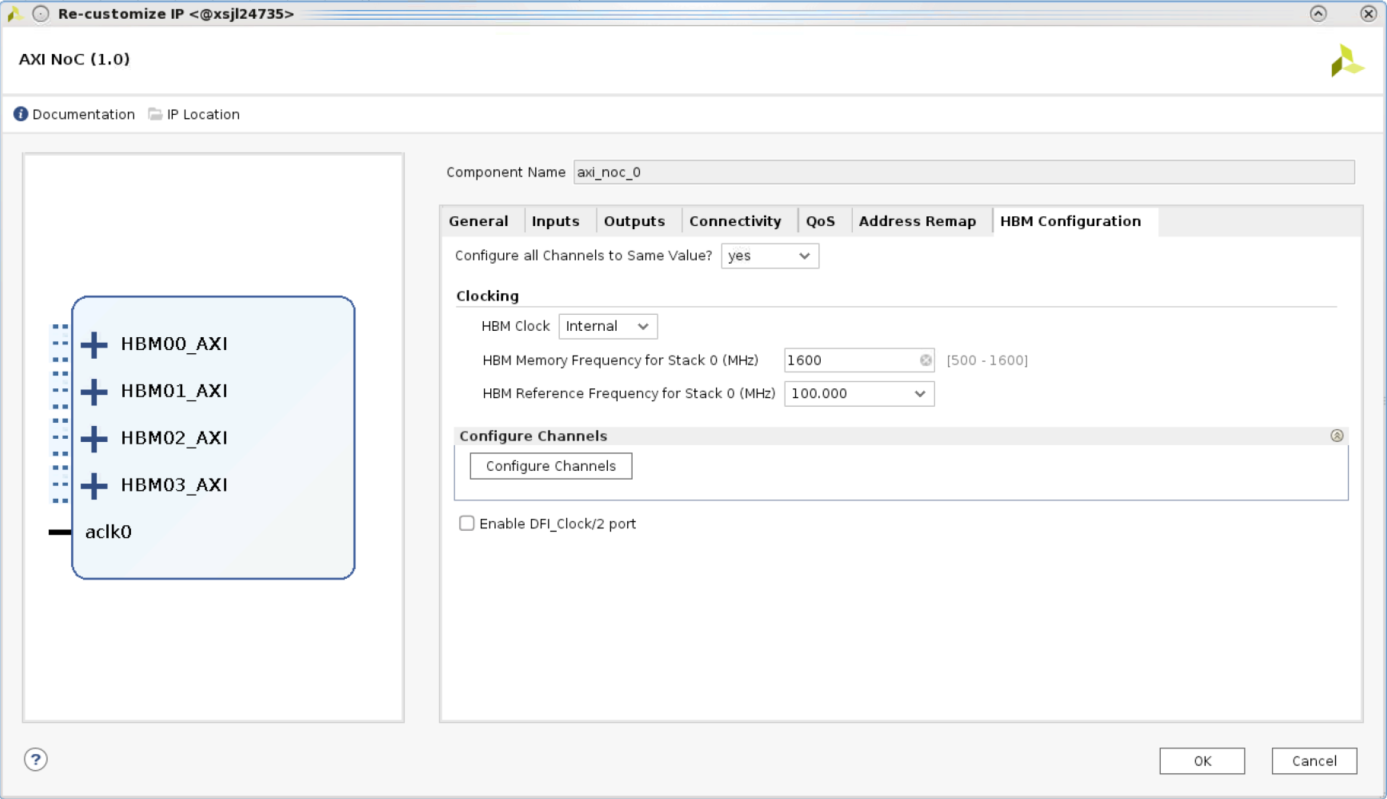 Re-customize IP <@xsjl24735>
AXI NoC (1.0)
Documentation IP Location
Component Name axi_noc_0
General Inputs Outputs Connectivity QoS Address Remap HBM Configuration
Configure all Channels to Same Value? yes
Clocking
HBM Clock Internal
HBM Memory Frequency for Stack 0 (MHz) 1600 [500 - 1600]
HBM Reference Frequency for Stack 0 (MHz) 100.000
Configure Channels
Configure Channels
Enable DFI_Clock/2 port
HBM00_AXI
HBM01_AXI
HBM02_AXI
HBM03_AXI
aclk0
? OK Cancel